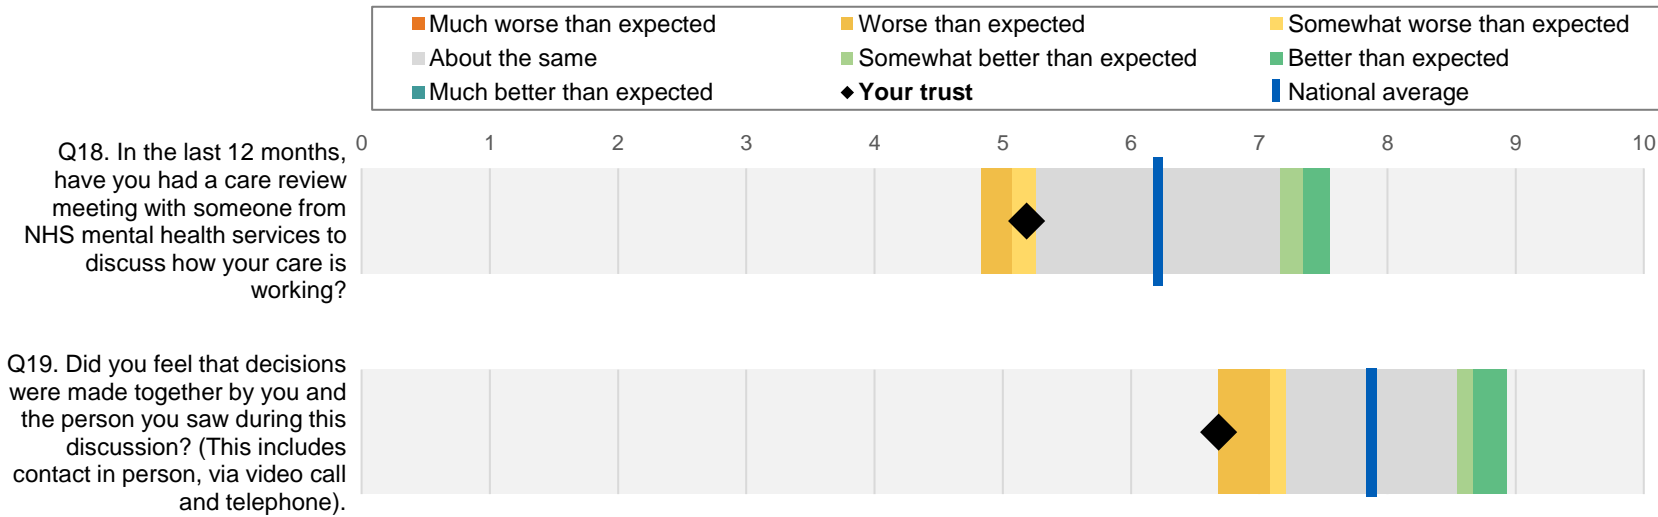 Much worse than expected
Worse than expected
Somewhat worse than expected
About the same
Somewhat better than expected
Better than expected
Much better than expected
Your trust
National average
0 1 2 3 4 5 6 7 8 9 10
Q18. In the last 12 months,
have you had a care review
meeting with someone from
NHS mental health services to
discuss how your care is
working?
Q19. Did you feel that decisions
were made together by you and
the person you saw during this
discussion? (This includes
contact in person, via video call
and telephone).